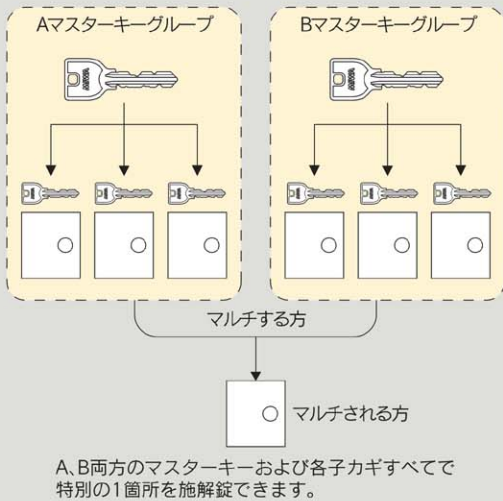 Aマスターキーグループ
Bマスターキーグループ
マルチする方
マルチされる方
A、B両方のマスターキーおよび各子カギすべてで
特別の1箇所を施解錠できます。